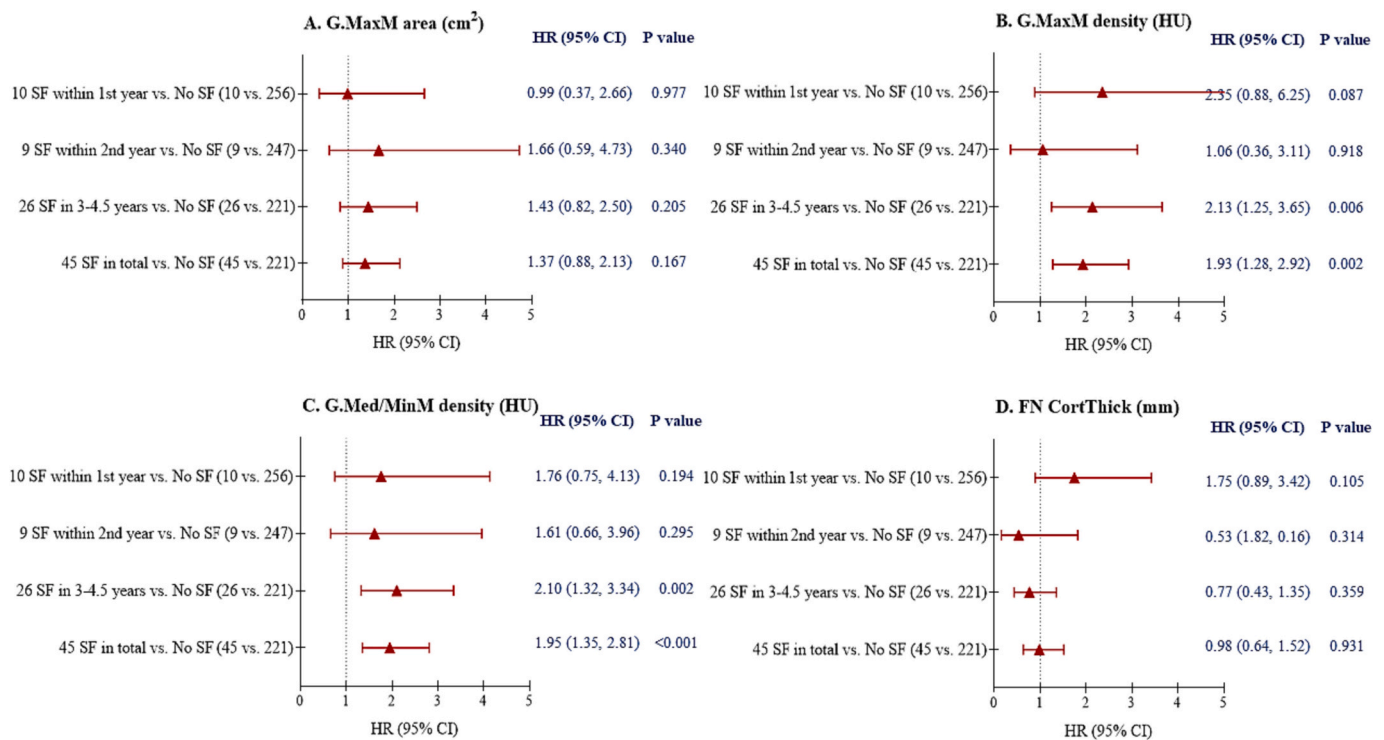 A. G.MaxM area (cm²)
HR (95% CI) P value
10 SF within 1st year vs. No SF (10 vs. 256) 0.99 (0.37, 2.66) 0.977
9 SF within 2nd year vs. No SF (9 vs. 247) 1.66 (0.59, 4.73) 0.340
26 SF in 3-4.5 years vs. No SF (26 vs. 221) 1.43 (0.82, 2.50) 0.205
45 SF in total vs. No SF (45 vs. 221) 1.37 (0.88, 2.13) 0.167
0 1 2 3 4 5
HR (95% CI)
B. G.MaxM density (HU)
HR (95% CI) P value
10 SF within 1st year vs. No SF (10 vs. 256) 2.35 (0.88, 6.25) 0.087
9 SF within 2nd year vs. No SF (9 vs. 247) 1.06 (0.36, 3.11) 0.918
26 SF in 3-4.5 years vs. No SF (26 vs. 221) 2.13 (1.25, 3.65) 0.006
45 SF in total vs. No SF (45 vs. 221) 1.93 (1.28, 2.92) 0.002
0 1 2 3 4 5
HR (95% CI)
C. G.Med/MinM density (HU)
HR (95% CI) P value
10 SF within 1st year vs. No SF (10 vs. 256) 1.76 (0.75, 4.13) 0.194
9 SF within 2nd year vs. No SF (9 vs. 247) 1.61 (0.66, 3.96) 0.295
26 SF in 3-4.5 years vs. No SF (26 vs. 221) 2.10 (1.32, 3.34) 0.002
45 SF in total vs. No SF (45 vs. 221) 1.95 (1.35, 2.81) <0.001
0 1 2 3 4 5
HR (95% CI)
D. FN CortThick (mm)
HR (95% CI) P value
10 SF within 1st year vs. No SF (10 vs. 256) 1.75 (0.89, 3.42) 0.105
9 SF within 2nd year vs. No SF (9 vs. 247) 0.53 (1.82, 0.16) 0.314
26 SF in 3-4.5 years vs. No SF (26 vs. 221) 0.77 (0.43, 1.35) 0.359
45 SF in total vs. No SF (45 vs. 221) 0.98 (0.64, 1.52) 0.931
0 1 2 3 4 5
HR (95% CI)